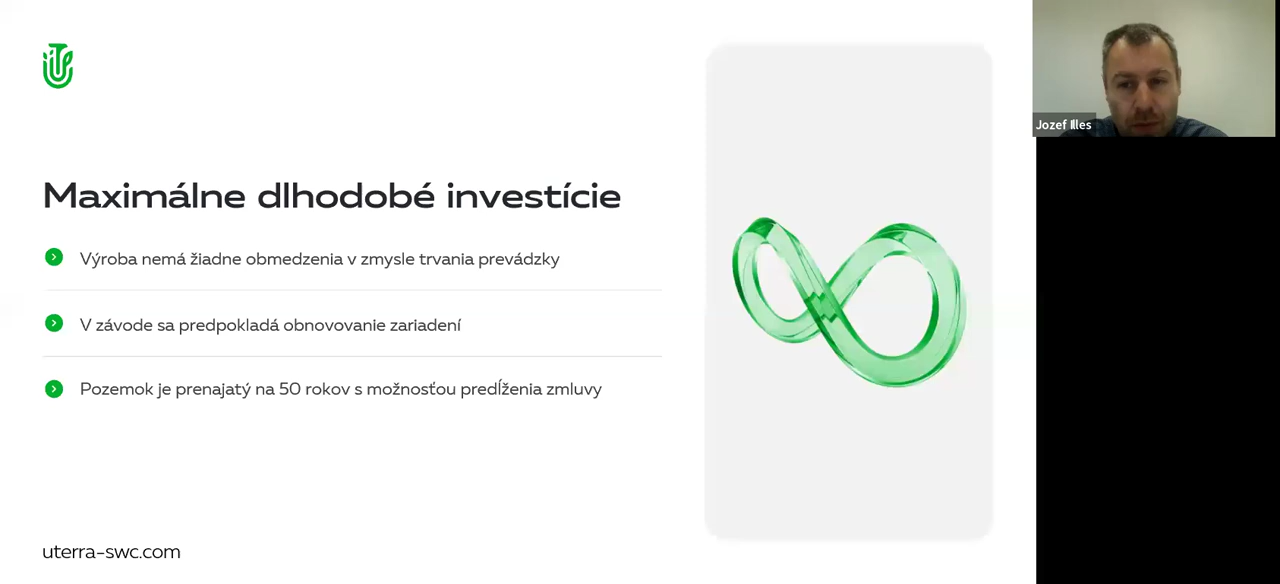 Maximálne dlhodobé investície
Výroba nemá žiadne obmedzenia v zmysle trvania prevádzky
V závode sa predpokladá obnovovanie zariadení
Pozemok je prenajatý na 50 rokov s možnosťou predĺženia zmluvy
uterra-swc.com
Jozef Illes